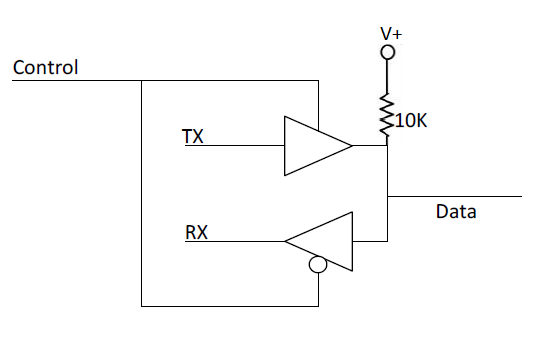 V+
Control
10K
TX
Data
RX